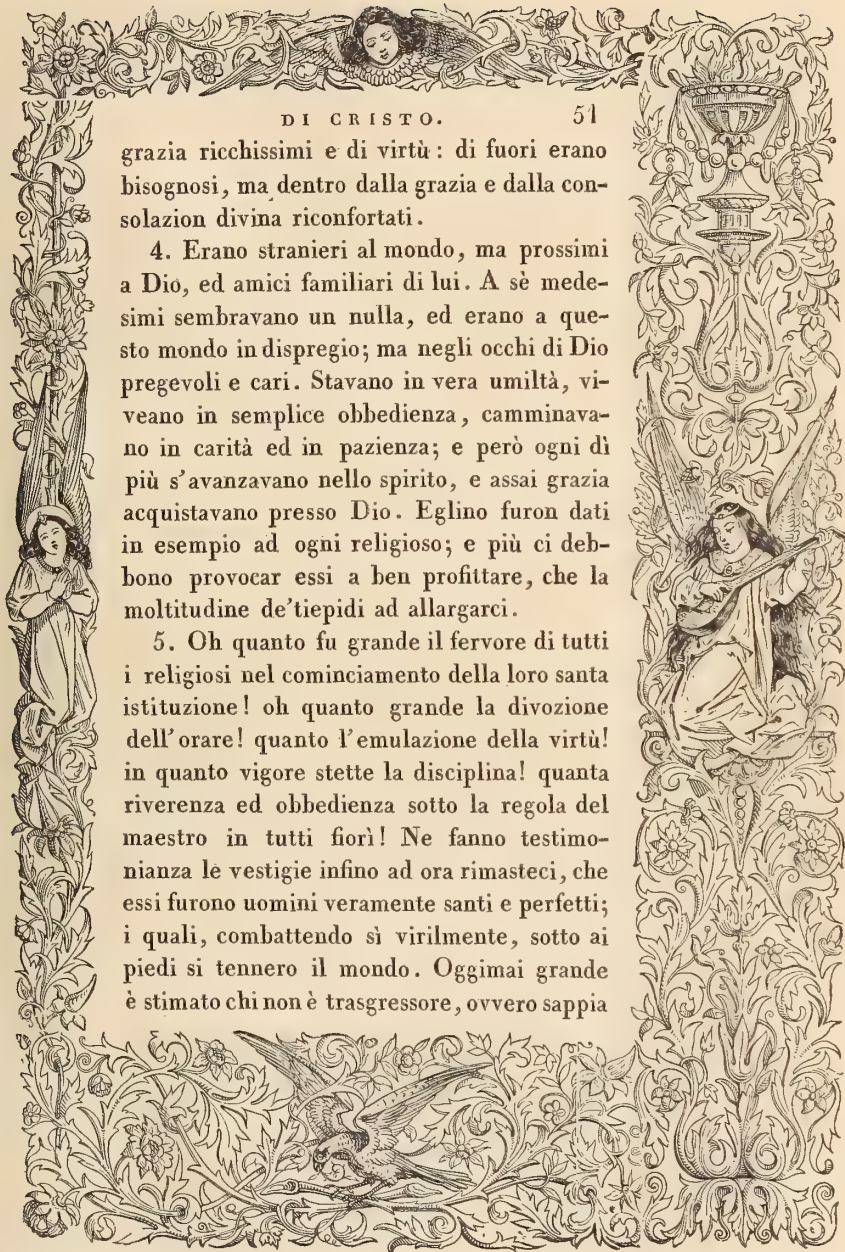 DI CRISTO. 51
grazia ricchissimi e di virtù : di fuori erano
bisognosi, ma dentro dalla grazia e dalla con-
solazion divina riconfortati.
4. Erano stranieri al mondo, ma prossimi
a Dio, ed amici familiari di lui. A sè mede-
simi sembravano un nulla, ed erano a que-
sto mondo in dispregio; ma negli occhi di Dio
pregevoli e cari. Stavano in vera umiltà, vi-
veano in semplice obbedienza, camminava-
no in carità ed in pazienza; e però ogni dì
più s'avanzavano nello spirito, e assai grazia
acquistavano presso Dio. Eglino furon dati
in esempio ad ogni religioso; e più ci deb-
bono provocar essi a ben profittare, che la
moltitudine de'tiepidi ad allargarci.
5. Oh quanto fu grande il fervore di tutti
i religiosi nel cominciamento della loro santa
istituzione! oh quanto grande la divozione
dell'orare! quanto l'emulazione della virtù!
in quanto vigore stette la disciplina! quanta
riverenza ed obbedienza sotto la regola del
maestro in tutti fiorì! Ne fanno testimo-
nianza le vestigie infino ad ora rimasteci, che
essi furono uomini veramente santi e perfetti;
i quali, combattendo sì virilmente, sotto ai
piedi si tennero il mondo. Oggimai grande
è stimato chi non è trasgressore, ovvero sappia